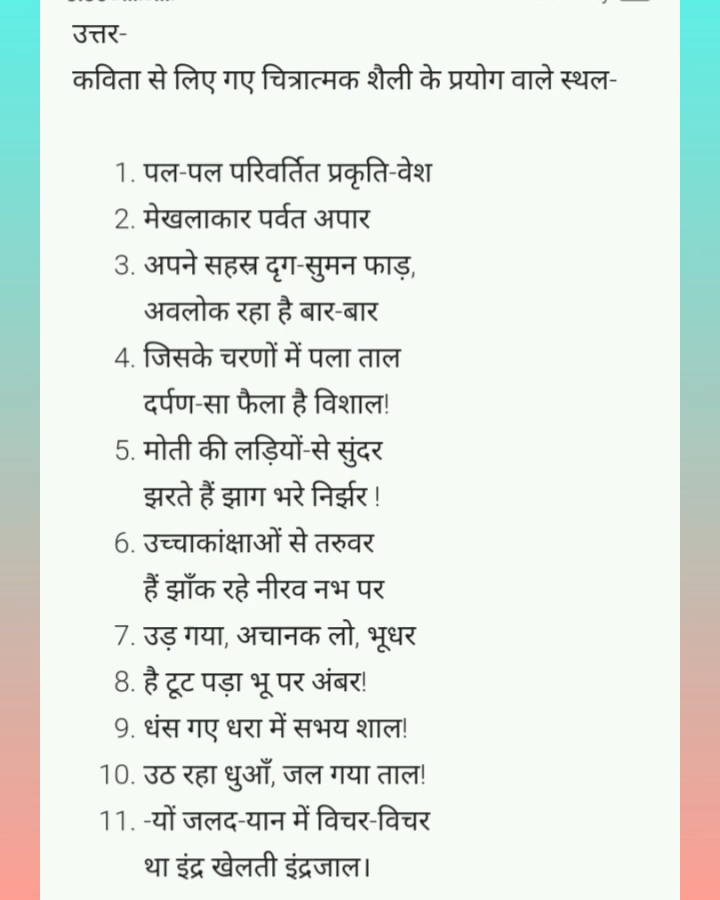 उत्तर-
कविता से लिए गए चित्रात्मक शैली के प्रयोग वाले स्थल-
1. पल-पल परिवर्तित प्रकृति-वेश
2. मेखलाकार पर्वत अपार
3. अपने सहस्र दृग-सुमन फाड़,
अवलोक रहा है बार-बार
4. जिसके चरणों में पला ताल
दर्पण-सा फैला है विशाल!
5. मोती की लड़ियों-से सुंदर
झरते हैं झाग भरे निर्झर !
6. उच्चाकांक्षाओं से तरुवर
हैं झाँक रहे नीरव नभ पर
7. उड़ गया, अचानक लो, भूधर
8. है टूट पड़ा भू पर अंबर!
9. धंस गए धरा में सभय शाल!
10. उठ रहा धुआँ, जल गया ताल!
11. -यों जलद-यान में विचर-विचर
था इंद्र खेलती इंद्रजाल।